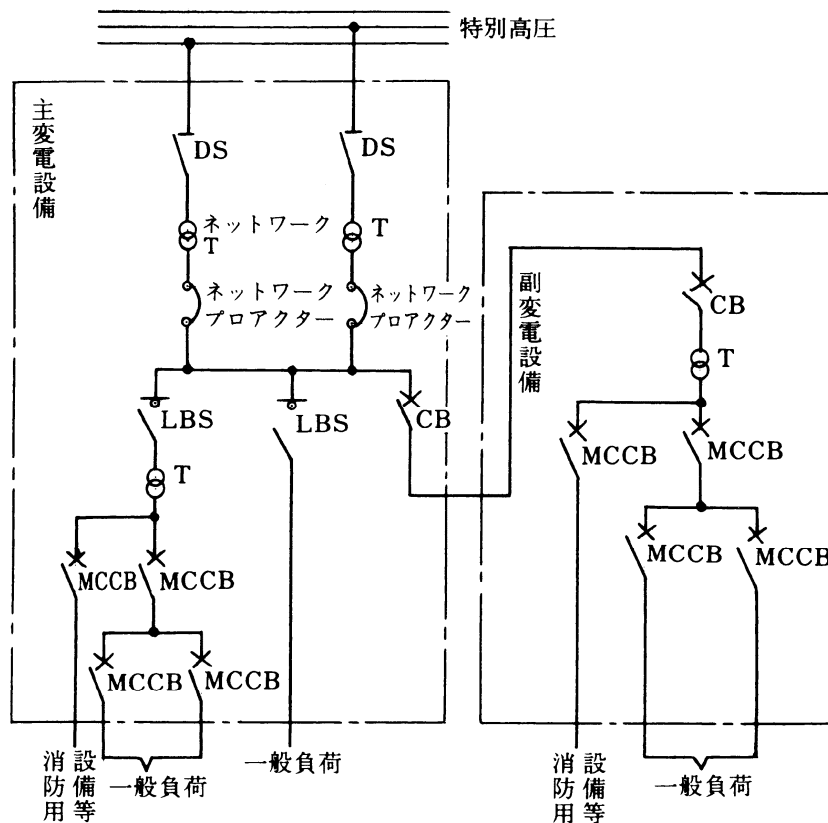 特別高圧
主変電設備
DS
DS
ネットワーク
T
T
ネットワーク
プロアクター
ネットワーク
プロアクター
副変電設備
CB
T
LBS
LBS
CB
MCCB
MCCB
T
MCCB
MCCB
MCCB
MCCB
MCCB
MCCB
消防用
設備等
一般負荷
一般負荷
消防用
設備等
一般負荷